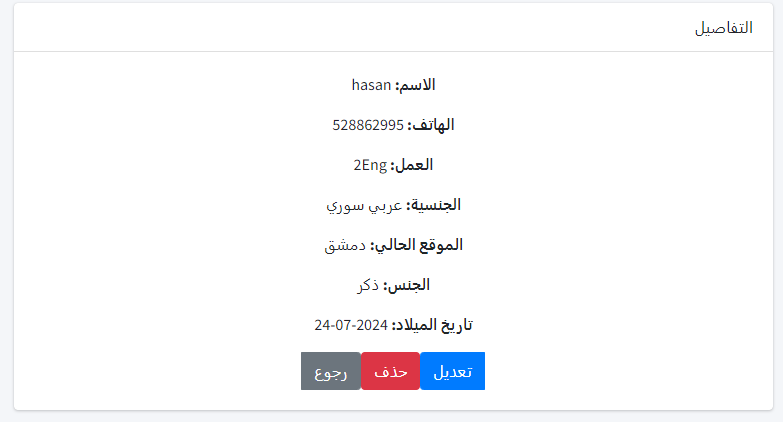 التفاصيل
الاسم: hasan
الهاتف: 528862995
العمل: 2Eng
الجنسية: عربي سوري
الموقع الحالي: دمشق
الجنس: ذكر
تاريخ الميلاد: 2024-07-24
تعديل حذف رجوع